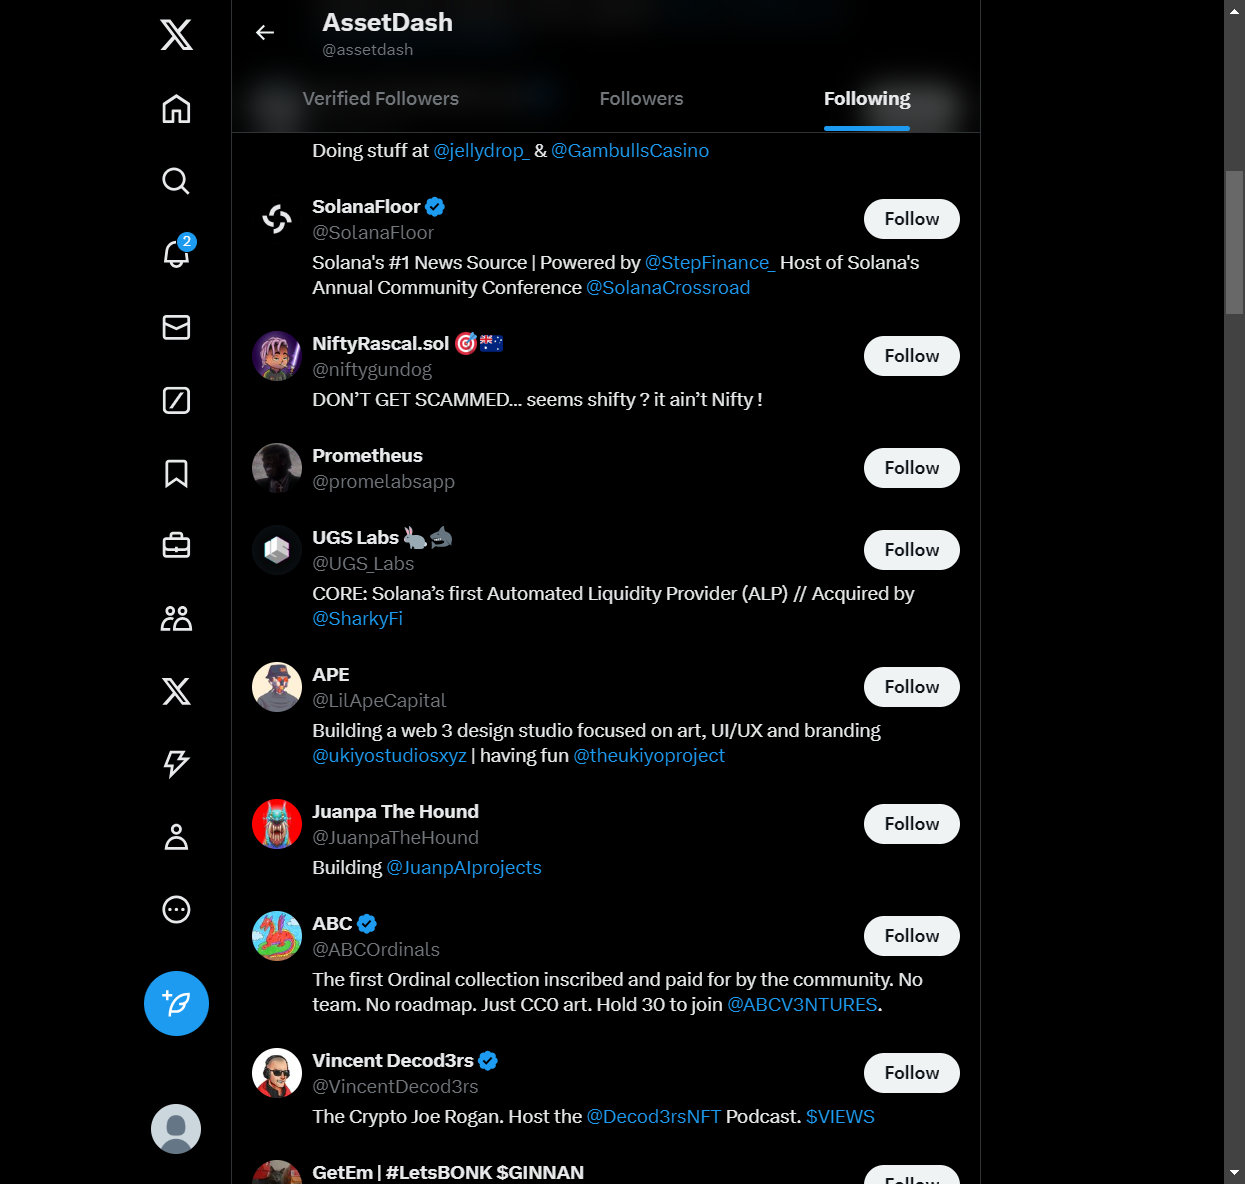 AssetDash
@assetdash
Verified Followers
Followers
Following
Doing stuff at @jellydrop_ & @GambullsCasino
SolanaFloor
Follow
@SolanaFloor
Solana's #1 News Source | Powered by @StepFinance_ Host of Solana's
Annual Community Conference @SolanaCrossroad
2
NiftyRascal.sol 🎯🇦🇺
Follow
@niftygundog
DON’T GET SCAMMED... seems shifty ? it ain’t Nifty !
Prometheus
Follow
@promelabsapp
UGS Labs 🐇🦈
Follow
@UGS_Labs
CORE: Solana’s first Automated Liquidity Provider (ALP) // Acquired by
@SharkyFi
APE
Follow
@LilApeCapital
Building a web 3 design studio focused on art, UI/UX and branding
@ukiyostudiosxyz | having fun @theukiyoproject
Juanpa The Hound
Follow
@JuanpaTheHound
Building @JuanpAIprojects
ABC
Follow
@ABCOrdinals
The first Ordinal collection inscribed and paid for by the community. No
team. No roadmap. Just CC0 art. Hold 30 to join @ABCV3NTURES.
Vincent Decod3rs
Follow
@VincentDecod3rs
The Crypto Joe Rogan. Host the @Decod3rsNFT Podcast. $VIEWS
GetEm | #LetsBONK $GINNAN
Follow